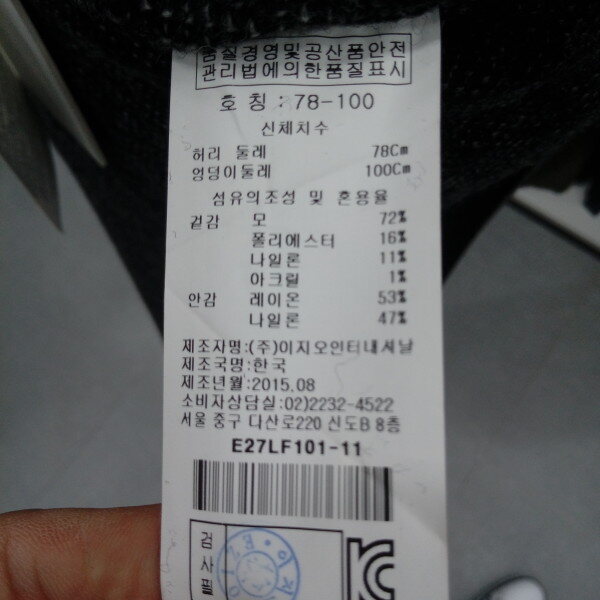 품질경영및공산품안전
관리법에의한품질표시
호 칭 : 78-100
신체치수
허리 둘레 78Cm
엉덩이둘레 100Cm
섬유의조성 및 혼용율
겉감 모 72%
폴리에스터 16%
나일론 11%
아크릴 1%
안감 레이온 53%
나일론 47%
제조자명:(주)이지오인터내셔날
제조국명:한국
제조년월:2015.08
소비자상담실:02)2232-4522
서울 중구 다산로220 신도B 8층
E27LF101-11
검사필